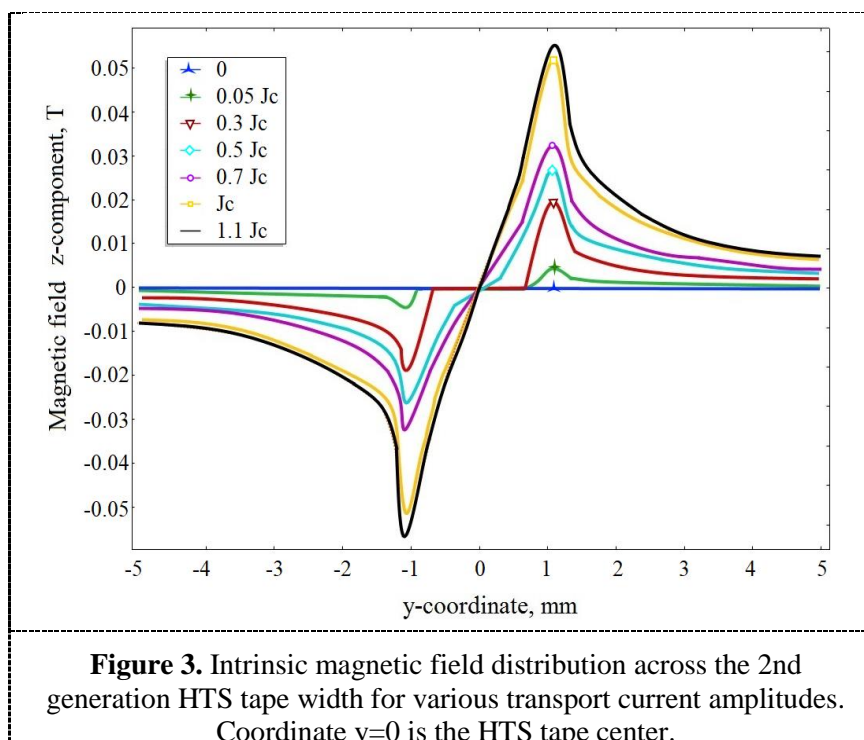 0
0.05 Jc
0.3 Jc
0.5 Jc
0.7 Jc
Jc
1.1 Jc
Magnetic field z-component, T
0.05
0.04
0.03
0.02
0.01
0
-0.01
-0.02
-0.03
-0.04
-0.05
-5 -4 -3 -2 -1 0 1 2 3 4 5
y-coordinate, mm
Figure 3. Intrinsic magnetic field distribution across the 2nd
generation HTS tape width for various transport current amplitudes.
Coordinate y=0 is the HTS tape center.